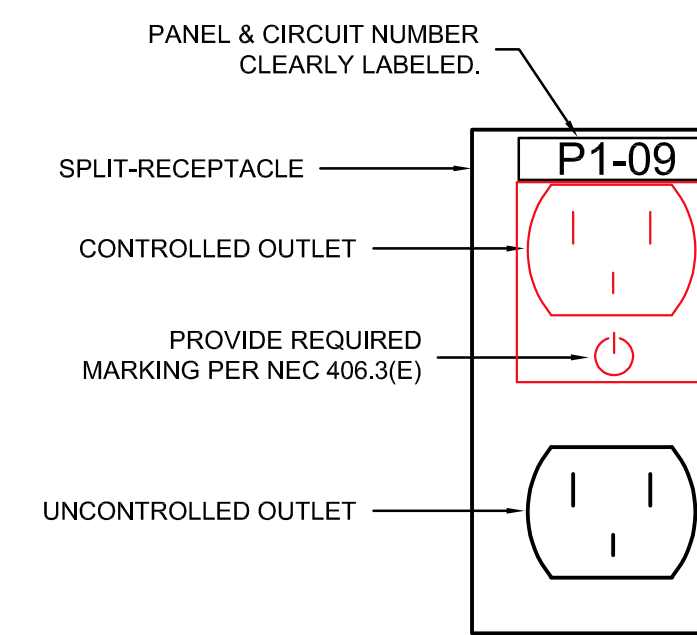 PANEL & CIRCUIT NUMBER
CLEARLY LABELED.
P1-09
SPLIT-RECEPTACLE
CONTROLLED OUTLET
PROVIDE REQUIRED
MARKING PER NEC 406.3(E)
UNCONTROLLED OUTLET